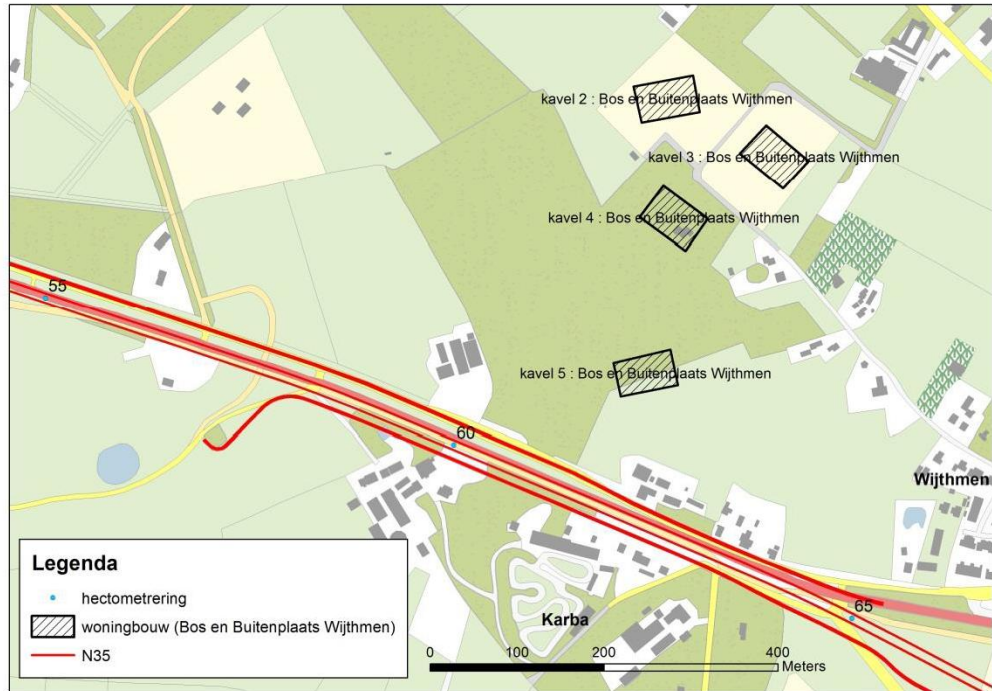 kavel 2 : Bos en Buitenplaats Wijthmen
kavel 3 : Bos en Buitenplaats Wijthmen
kavel 4 : Bos en Buitenplaats Wijthmen
55
kavel 5 : Bos en Buitenplaats Wijthmen
60
Wijthmen
Legenda
hectometrering
woningbouw (Bos en Buitenplaats Wijthmen)
N35
Karba
65
0 100 200 400
Meters